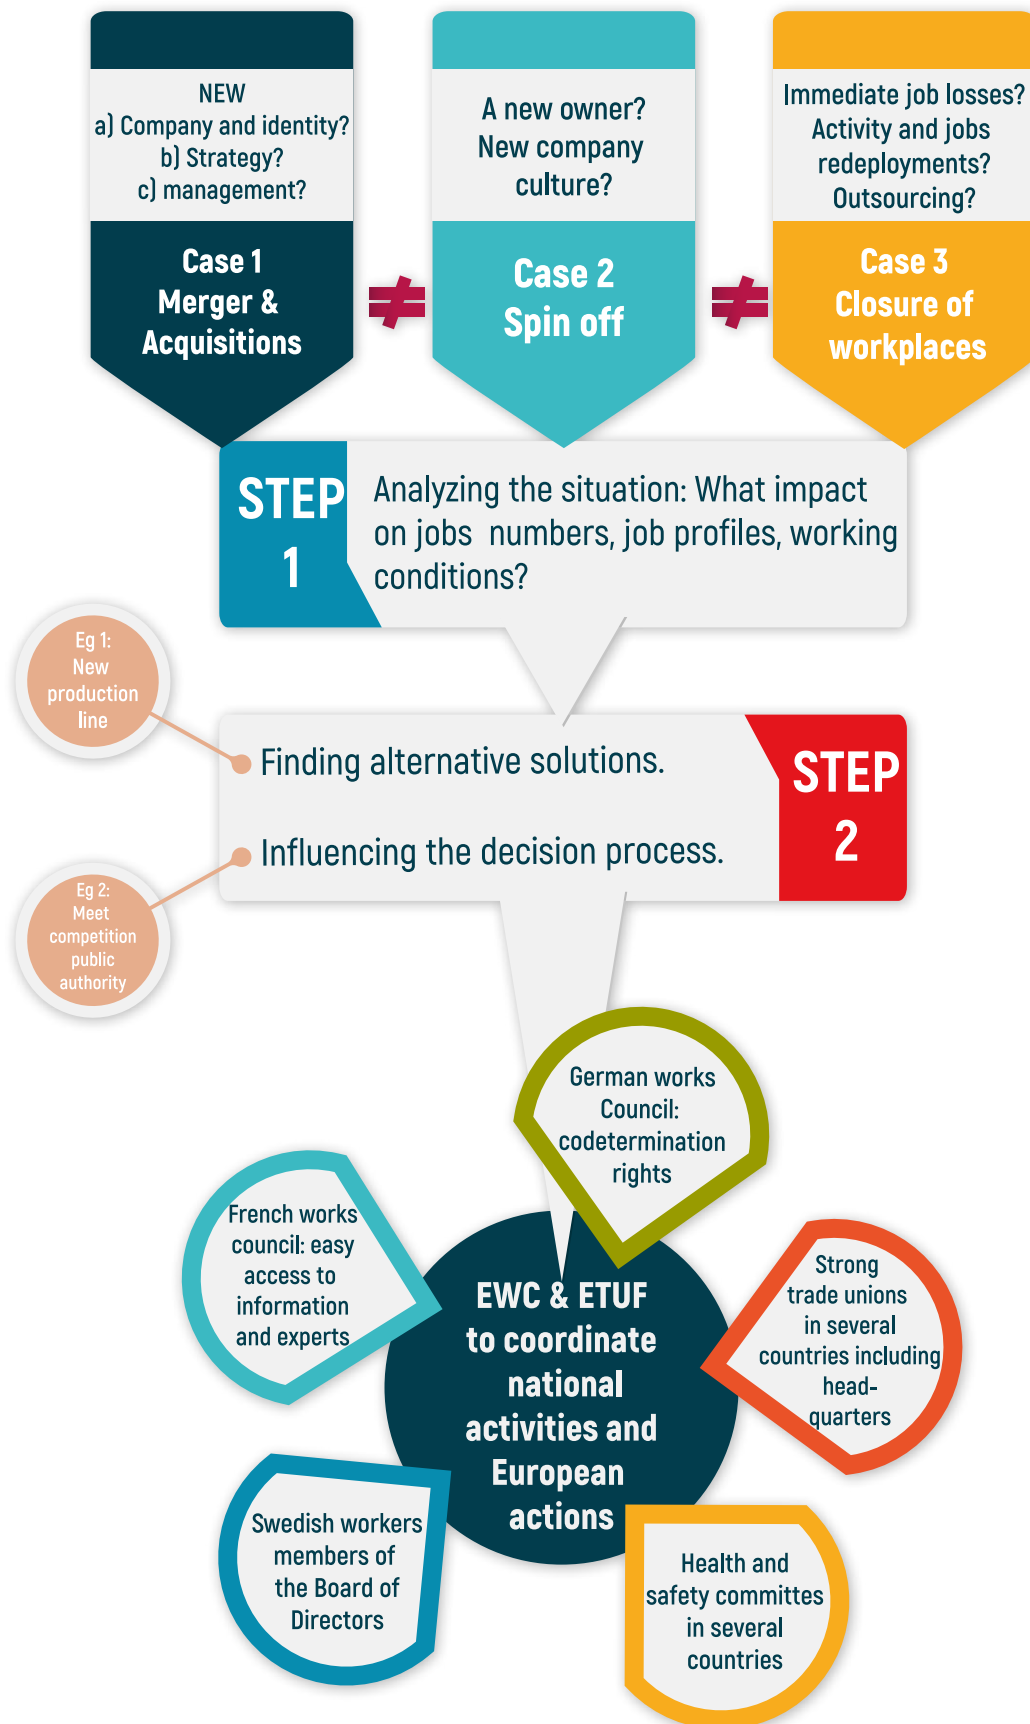 NEW
a) Company and identity?
b) Strategy?
c) management?
Case 1
Merger &
Acquisitions
≠
A new owner?
New company
culture?
Case 2
Spin off
≠
Immediate job losses?
Activity and jobs
redeployments?
Outsourcing?
Case 3
Closure of
workplaces
STEP
1
Analyzing the situation: What impact
on jobs numbers, job profiles, working
conditions?
Eg 1:
New
production
line
Finding alternative solutions.
STEP
2
Influencing the decision process.
Eg 2:
Meet
competition
public
authority
German works
Council:
codetermination
rights
French works
council: easy
access to
information
and experts
Strong
trade unions
in several
countries including
head-
quarters
EWC & ETUF
to coordinate
national
activities and
European
actions
Swedish workers
members of
the Board of
Directors
Health and
safety committes
in several
countries